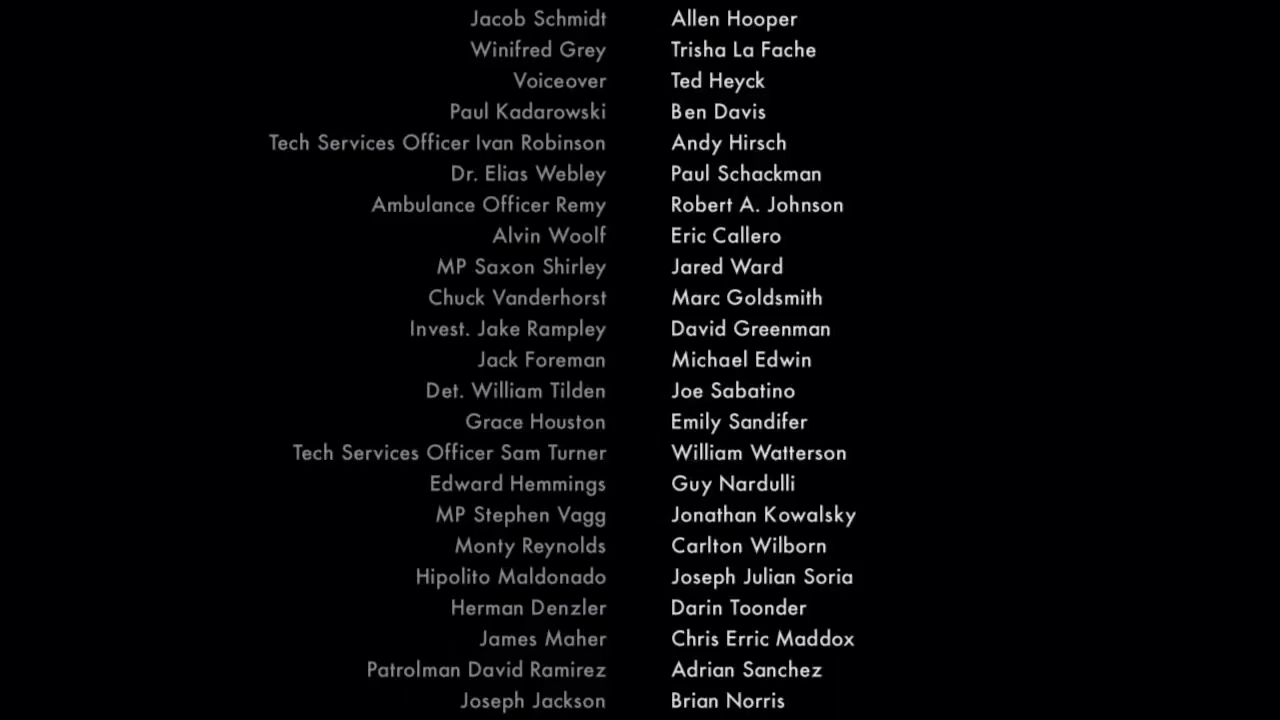 Jacob Schmidt Allen Hooper
Winifred Grey Trisha La Fache
Voiceover Ted Heyck
Paul Kadarowski Ben Davis
Tech Services Officer Ivan Robinson Andy Hirsch
Dr. Elias Webley Paul Schackman
Ambulance Officer Remy Robert A. Johnson
Alvin Woolf Eric Callero
MP Saxon Shirley Jared Ward
Chuck Vanderhorst Marc Goldsmith
Invest. Jake Rampley David Greenman
Jack Foreman Michael Edwin
Det. William Tilden Joe Sabatino
Grace Houston Emily Sandifer
Tech Services Officer Sam Turner William Watterson
Edward Hemmings Guy Nardulli
MP Stephen Vagg Jonathan Kowalsky
Monty Reynolds Carlton Wilborn
Hipolito Maldonado Joseph Julian Soria
Herman Denzler Darin Toonder
James Maher Chris Erric Maddox
Patrolman David Ramirez Adrian Sanchez
Joseph Jackson Brian Norris